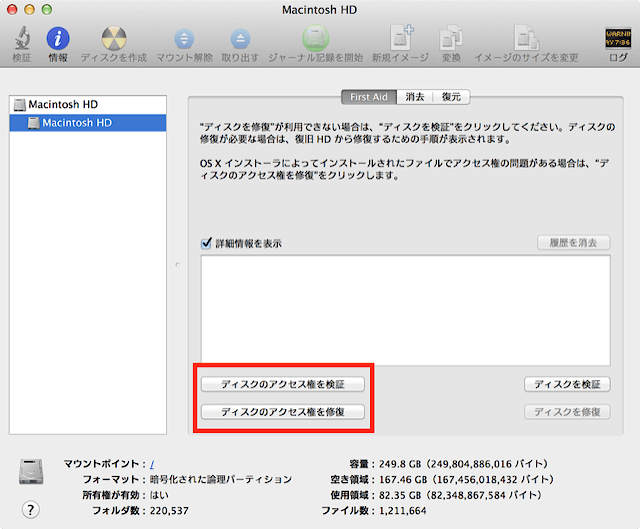 Macintosh HD
検証 情報 ディスクを作成 マウント解除 取り出す ジャーナル記録を開始 新規イメージ 変換 イメージのサイズを変更 ログ
WARNIN
AY 7:86
Macintosh HD
Macintosh HD
First Aid 消去 復元
“ディスクを修復”が利用できない場合は、“ディスクを検証”をクリックしてください。ディスクの
修復が必要な場合は、復旧 HD から修復するための手順が表示されます。
OS X インストーラによってインストールされたファイルでアクセス権の問題がある場合は、“デ
ィスクのアクセス権を修復”をクリックします。
詳細情報を表示 履歴を消去
ディスクのアクセス権を検証 ディスクを検証
ディスクのアクセス権を修復 ディスクを修復
マウントポイント : / 容量 : 249.8 GB（249,804,886,016 バイト）
フォーマット : 暗号化された論理パーティション 空き領域 : 167.46 GB（167,456,018,432 バイト）
所有権が有効 : はい 使用領域 : 82.35 GB（82,348,867,584 バイト）
フォルダ数 : 220,537 ファイル数 : 1,211,664
?